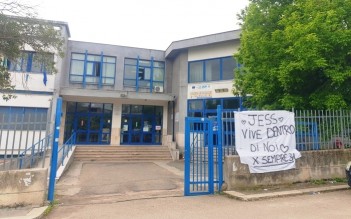 ♡JESS♡
VIVE DENTRO
DI NOI♡
X SEMPRE